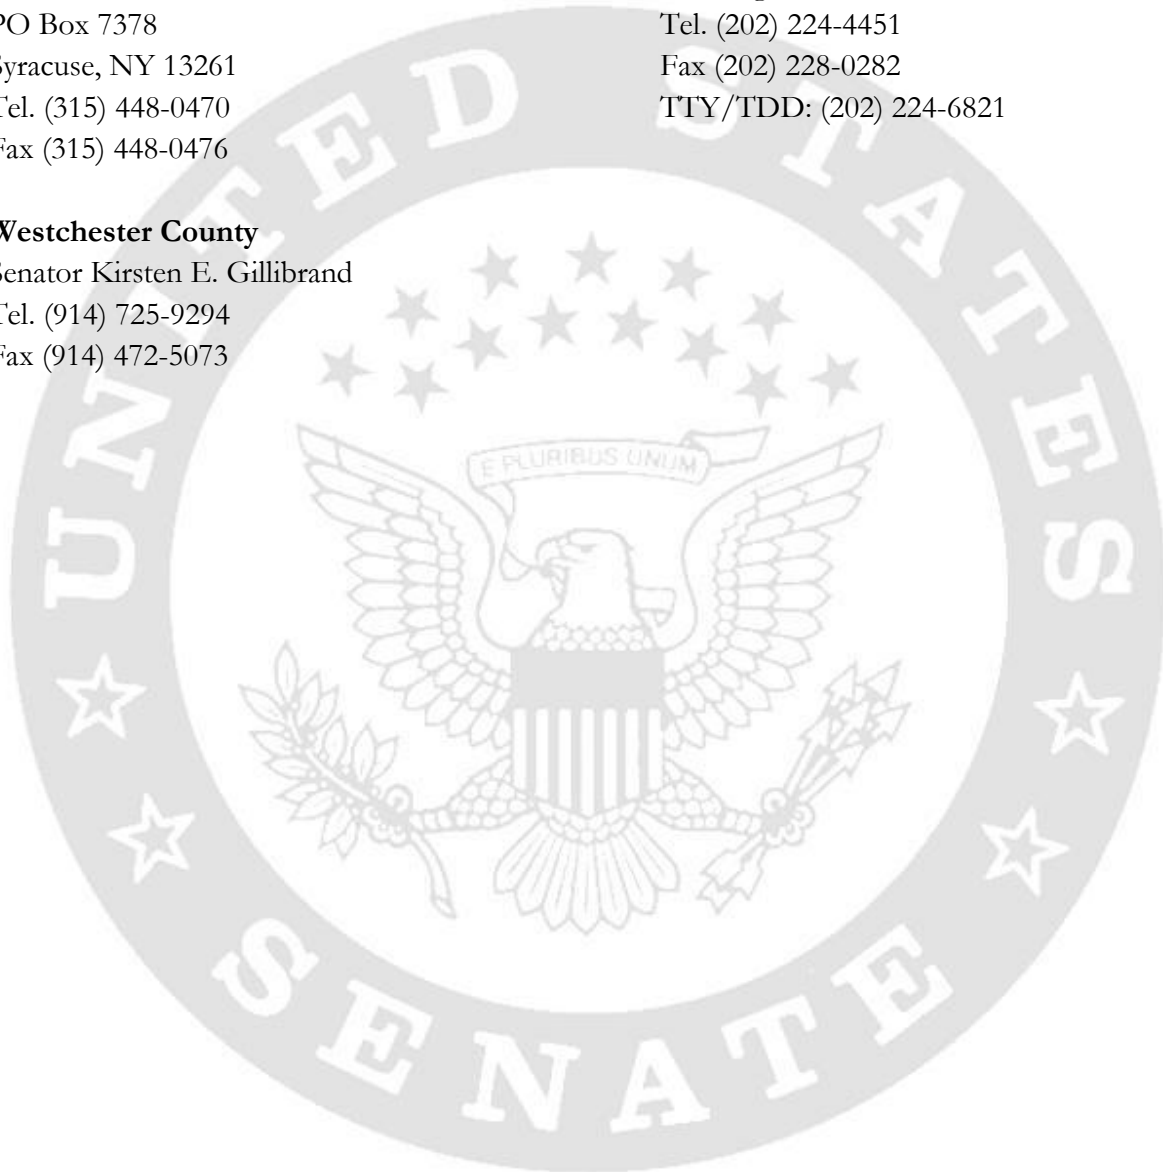 PO Box 7378
Syracuse, NY 13261
Tel. (315) 448-0470
Fax (315) 448-0476
Westchester County
Senator Kirsten E. Gillibrand
Tel. (914) 725-9294
Fax (914) 472-5073
Tel. (202) 224-4451
Fax (202) 228-0282
TTY/TDD: (202) 224-6821
UNITED STATES
E PLURIBUS UNUM
SENATE